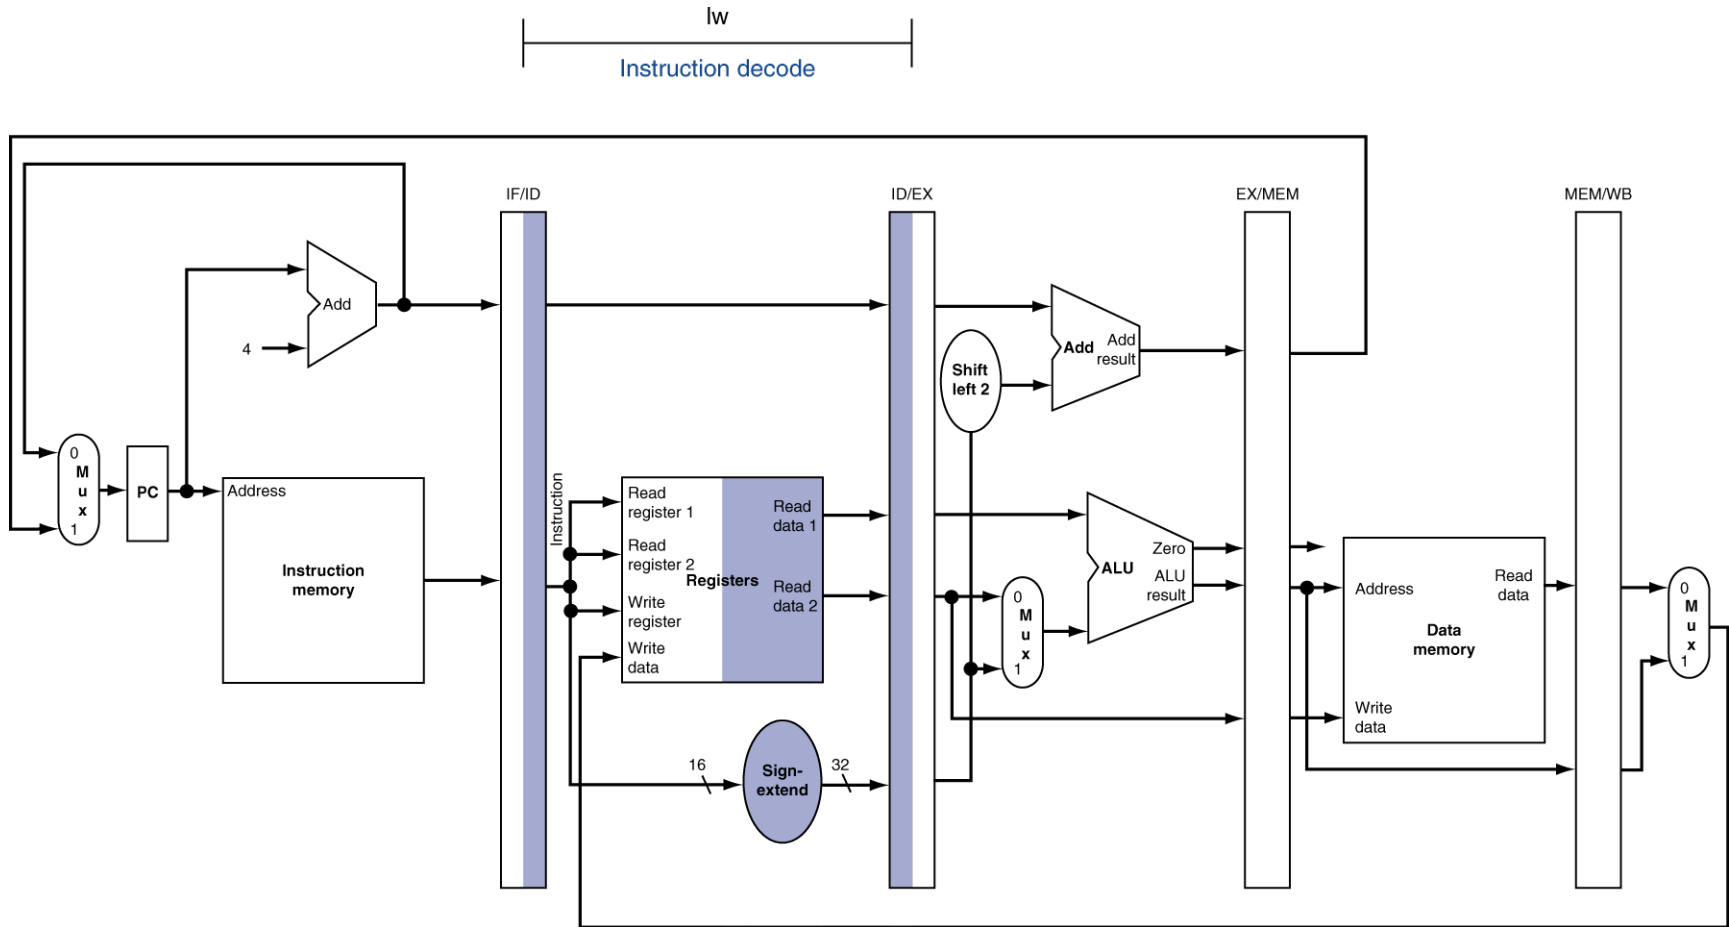 lw
Instruction decode
IF/ID
ID/EX
EX/MEM
MEM/WB
Add
4
Add
Add
result
Shift
left 2
0
M
u
x
1
PC
Address
Instruction
memory
Instruction
Read
register 1
Read
register 2
Write
register
Write
data
Registers
Read
data 1
Read
data 2
16
Sign-
extend
32
0
M
u
x
1
ALU
Zero
ALU
result
Address
Read
data
Data
memory
Write
data
0
M
u
x
1